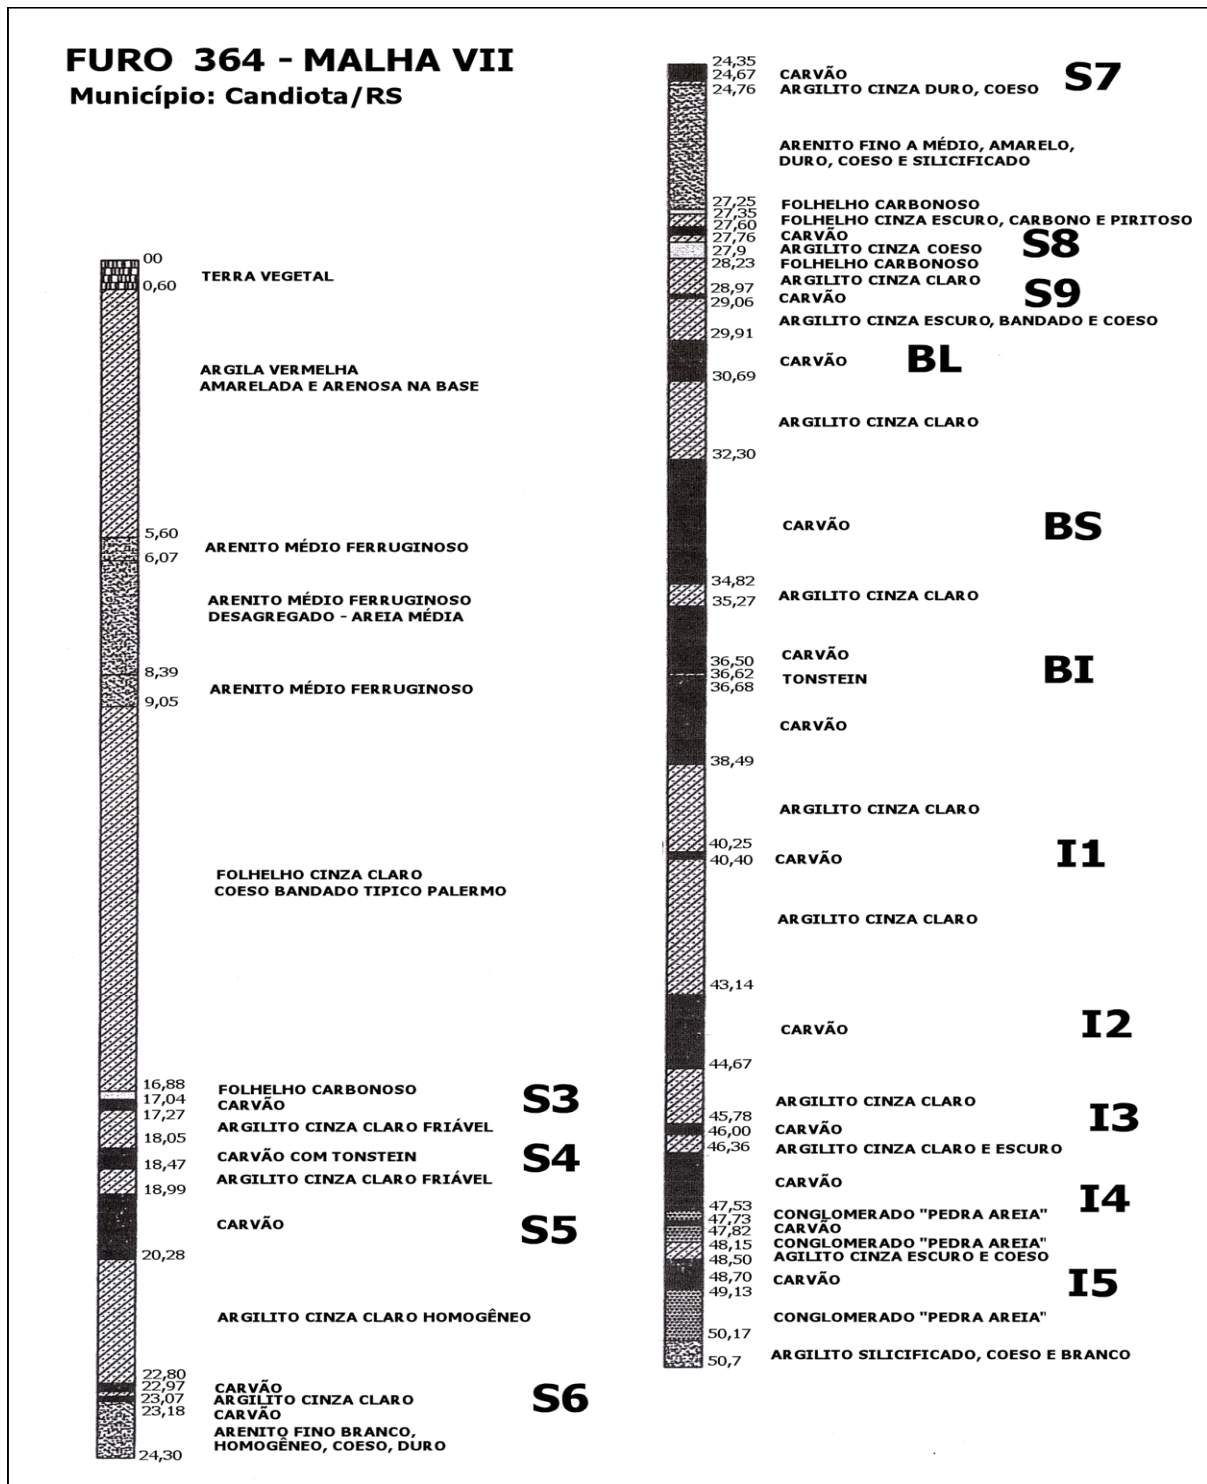 FURO 364 - MALHA VII
Município: Candiota/RS
00
0,60
TERRA VEGETAL
ARGILA VERMELHA
AMARELADA E ARENOSA NA BASE
5,60
6,07
ARENITO MÉDIO FERRUGINOSO
ARENITO MÉDIO FERRUGINOSO
DESAGREGADO - AREIA MÉDIA
8,39
9,05
ARENITO MÉDIO FERRUGINOSO
FOLHELHO CINZA CLARO
COESO BANDADO TIPICO PALERMO
16,88
FOLHELHO CARBONOSO
17,04
CARVÃO
S3
17,27
ARGILITO CINZA CLARO FRIÁVEL
18,05
CARVÃO COM TONSTEIN
S4
18,47
ARGILITO CINZA CLARO FRIÁVEL
18,99
CARVÃO
S5
20,28
ARGILITO CINZA CLARO HOMOGÊNEO
22,80
22,97
CARVÃO
23,07
ARGILITO CINZA CLARO
S6
23,18
CARVÃO
ARENITO FINO BRANCO,
HOMOGÊNEO, COESO, DURO
24,30
24,35
24,67
CARVÃO
S7
24,76
ARGILITO CINZA DURO, COESO
ARENITO FINO A MÉDIO, AMARELO,
DURO, COESO E SILICIFICADO
27,25
FOLHELHO CARBONOSO
27,35
FOLHELHO CINZA ESCURO, CARBONO E PIRITOSO
27,60
CARVÃO
27,76
S8
27,9
ARGILITO CINZA COESO
28,23
FOLHELHO CARBONOSO
ARGILITO CINZA CLARO
28,97
S9
29,06
CARVÃO
ARGILITO CINZA ESCURO, BANDADO E COESO
29,91
CARVÃO
BL
30,69
ARGILITO CINZA CLARO
32,30
CARVÃO
BS
34,82
ARGILITO CINZA CLARO
35,27
CARVÃO
36,50
BI
36,62
TONSTEIN
36,68
CARVÃO
38,49
ARGILITO CINZA CLARO
40,25
I1
40,40
CARVÃO
ARGILITO CINZA CLARO
43,14
CARVÃO
I2
44,67
ARGILITO CINZA CLARO
45,78
I3
46,00
CARVÃO
46,36
ARGILITO CINZA CLARO E ESCURO
CARVÃO
I4
47,53
CONGLOMERADO "PEDRA AREIA"
47,73
CARVÃO
47,82
CONGLOMERADO "PEDRA AREIA"
48,15
AGILITO CINZA ESCURO E COESO
48,50
48,70
CARVÃO
I5
49,13
CONGLOMERADO "PEDRA AREIA"
50,17
ARGILITO SILICIFICADO, COESO E BRANCO
50,7